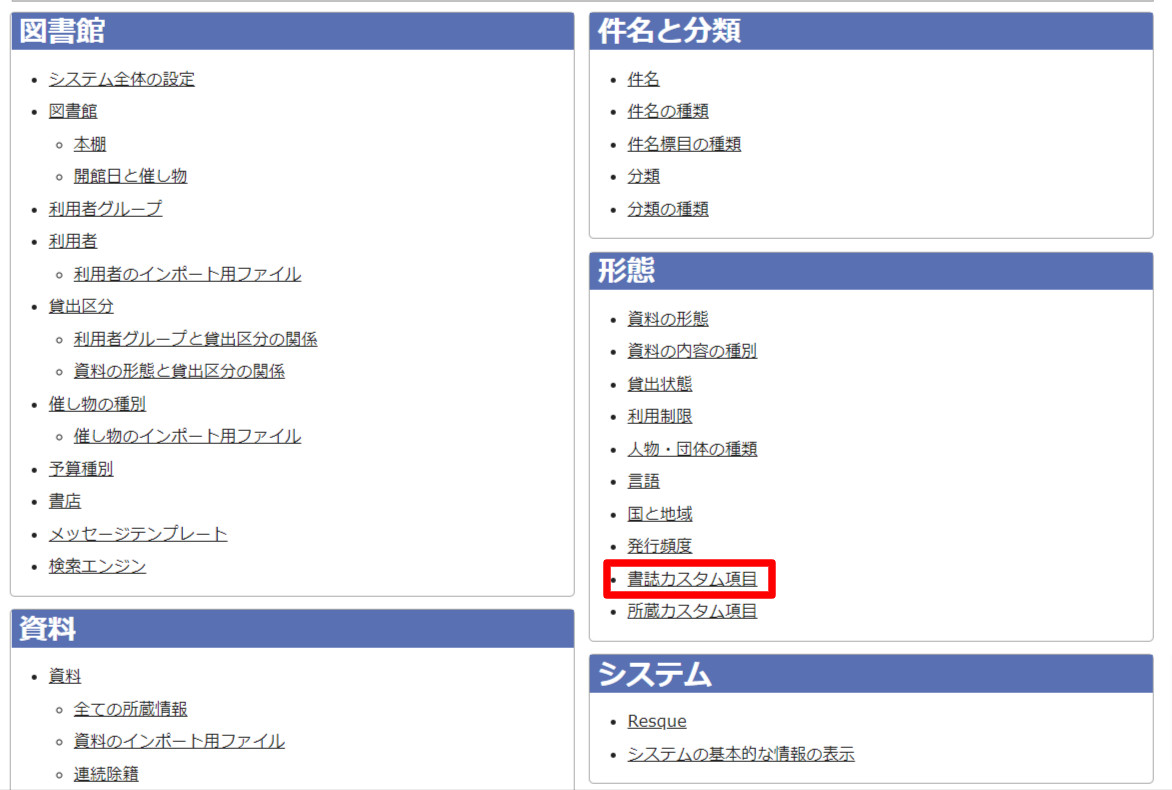 図書館
システム全体の設定
図書館
本棚
開館日と催し物
利用者グループ
利用者
利用者のインポート用ファイル
貸出区分
利用者グループと貸出区分の関係
資料の形態と貸出区分の関係
催し物の種別
催し物のインポート用ファイル
予算種別
書店
メッセージテンプレート
検索エンジン
資料
資料
全ての所蔵情報
資料のインポート用ファイル
連続除籍
件名と分類
件名
件名の種類
件名標目の種類
分類
分類の種類
形態
資料の形態
資料の内容の種別
貸出状態
利用制限
人物・団体の種類
言語
国と地域
発行頻度
書誌カスタム項目
所蔵カスタム項目
システム
Resque
システムの基本的な情報の表示